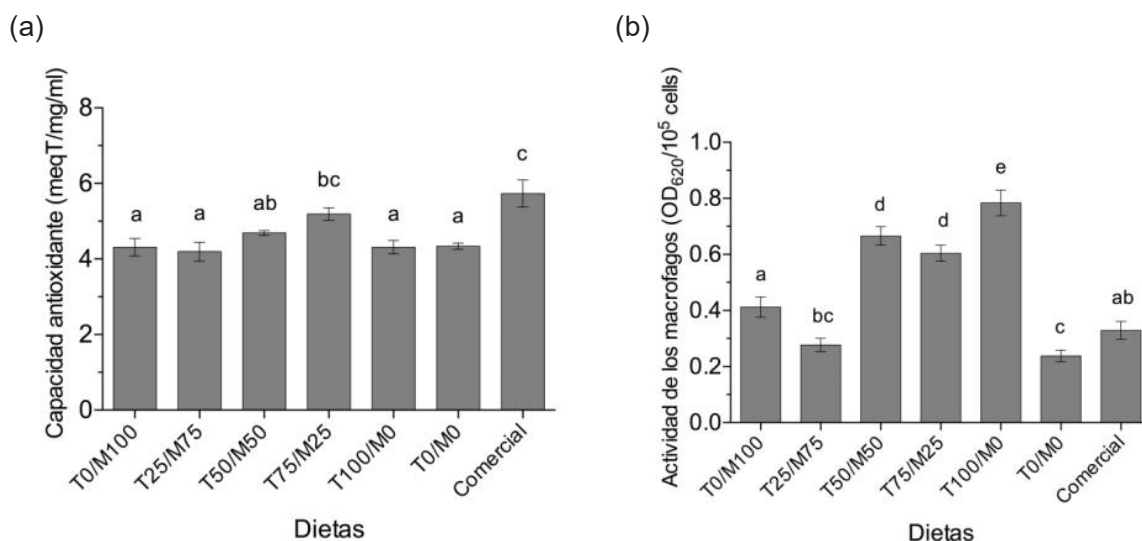 (a)
Capacidad antioxidante (meqT/mg/ml)
8
6
4
2
0
a
a
ab
bc
a
a
c
T0/M100
T25/M75
T50/M50
T75/M25
T100/M0
T0/M0
Comercial
Dietas
(b)
Actividad de los macrofagos (OD₆₂₀/10⁵ cells)
1.0
0.8
0.6
0.4
0.2
0.0
a
bc
d
d
e
c
ab
T0/M100
T25/M75
T50/M50
T75/M25
T100/M0
T0/M0
Comercial
Dietas